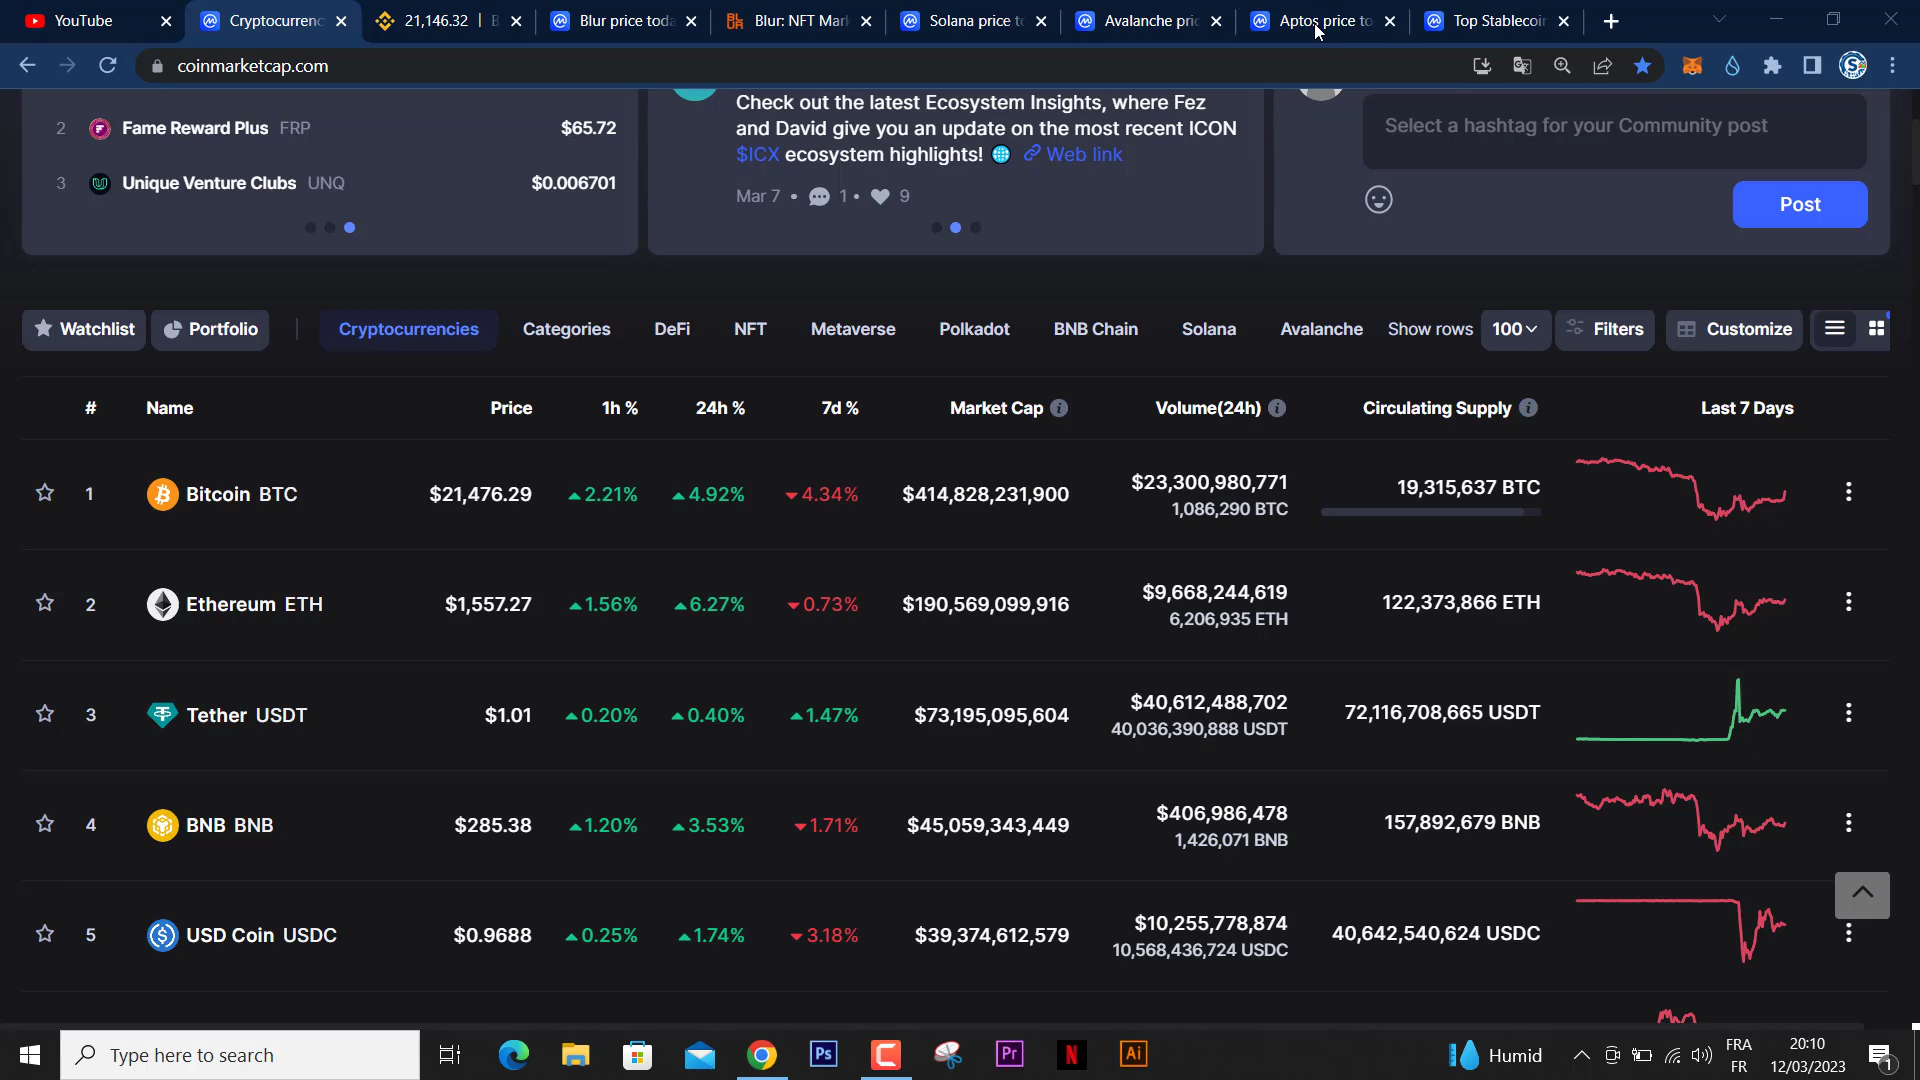 YouTube
Cryptocurrenc
21,146.32 | B
Blur price toda
Blur: NFT Mark
Solana price to
Avalanche pric
Aptos price to
Top Stablecoin
coinmarketcap.com
2 Fame Reward Plus FRP $65.72
3 Unique Venture Clubs UNQ $0.006701
Check out the latest Ecosystem Insights, where Fez
and David give you an update on the most recent ICON
$ICX ecosystem highlights! 🌐 Web link
Mar 7 • 1 • 9
Select a hashtag for your Community post
Post
Watchlist Portfolio | Cryptocurrencies Categories DeFi NFT Metaverse Polkadot BNB Chain Solana Avalanche Show rows 100 Filters Customize
# Name Price 1h % 24h % 7d % Market Cap Volume(24h) Circulating Supply Last 7 Days
1 Bitcoin BTC $21,476.29 2.21% 4.92% 4.34% $414,828,231,900 $23,300,980,771 19,315,637 BTC
1,086,290 BTC
2 Ethereum ETH $1,557.27 1.56% 6.27% 0.73% $190,569,099,916 $9,668,244,619 122,373,866 ETH
6,206,935 ETH
3 Tether USDT $1.01 0.20% 0.40% 1.47% $73,195,095,604 $40,612,488,702 72,116,708,665 USDT
40,036,390,888 USDT
4 BNB BNB $285.38 1.20% 3.53% 1.71% $45,059,343,449 $406,986,478 157,892,679 BNB
1,426,071 BNB
5 USD Coin USDC $0.9688 0.25% 1.74% 3.18% $39,374,612,579 $10,255,778,874 40,642,540,624 USDC
10,568,436,724 USDC
Type here to search
Ps
Pr
N
Ai
Humid
FRA
FR
20:10
12/03/2023
1